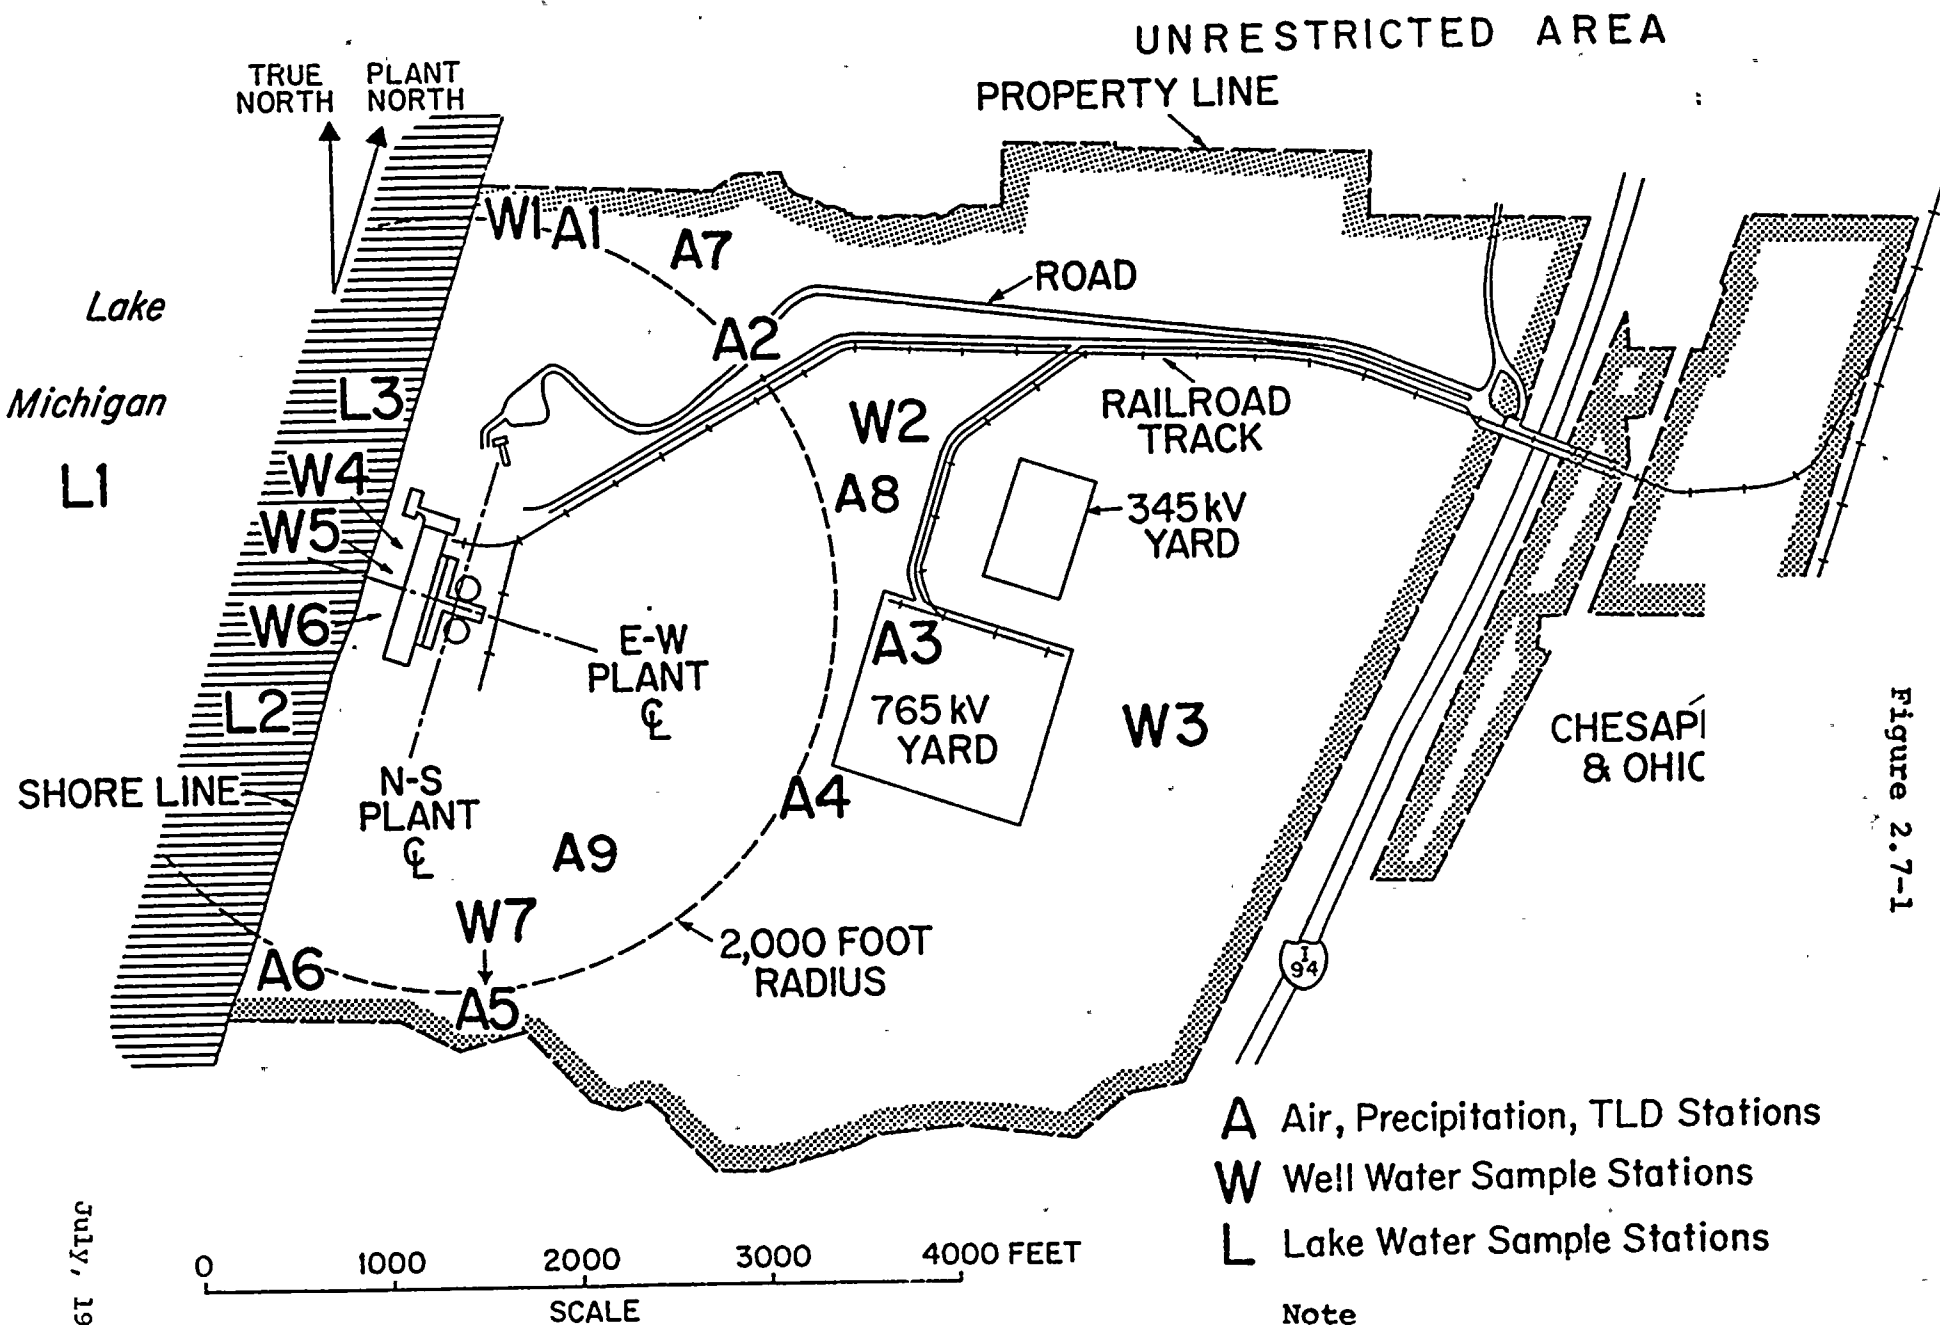 UNRESTRICTED AREA
PROPERTY LINE
TRUE
NORTH
PLANT
NORTH
W1
A1
A7
ROAD
Lake
Michigan
A2
L3
W2
RAILROAD
TRACK
L1
W4
A8
345 kV
YARD
W5
W6
E-W
PLANT
℄
A3
765 kV
YARD
W3
L2
CHESAP
& OHIO
Figure 2.7-1
SHORE LINE
N-S
PLANT
℄
A4
A9
W7
2,000 FOOT
RADIUS
I
94
A6
A5
A Air, Precipitation, TLD Stations
W Well Water Sample Stations
L Lake Water Sample Stations
July, 19
0 1000 2000 3000 4000 FEET
SCALE
Note